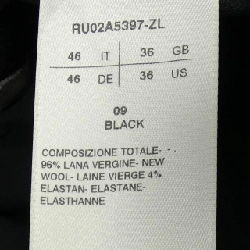 RU02A5397-ZL
46 IT 36 GB
46 DE 36 US
09
BLACK
COMPOSIZIONE TOTALE-
96% LANA VERGINE- NEW
WOOL- LAINE VIERGE 4%
ELASTAN- ELASTANE-
ELASTHANNE